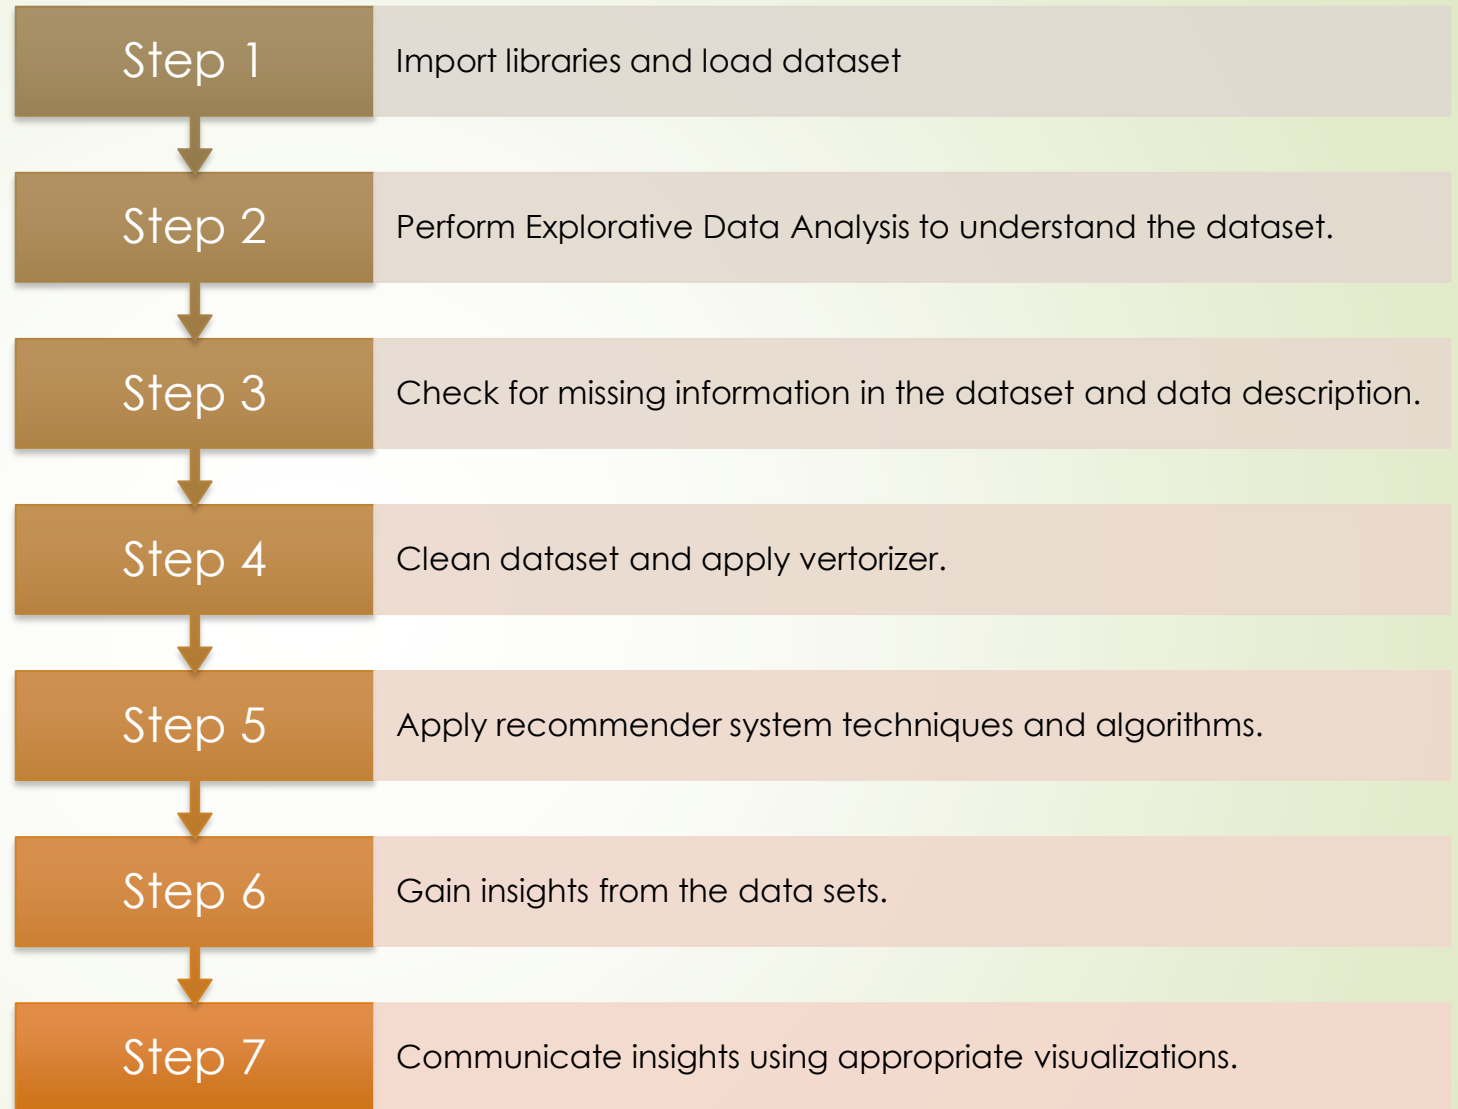 Step 1
Import libraries and load dataset
Step 2
Perform Explorative Data Analysis to understand the dataset.
Step 3
Check for missing information in the dataset and data description.
Step 4
Clean dataset and apply vertorizer.
Step 5
Apply recommender system techniques and algorithms.
Step 6
Gain insights from the data sets.
Step 7
Communicate insights using appropriate visualizations.